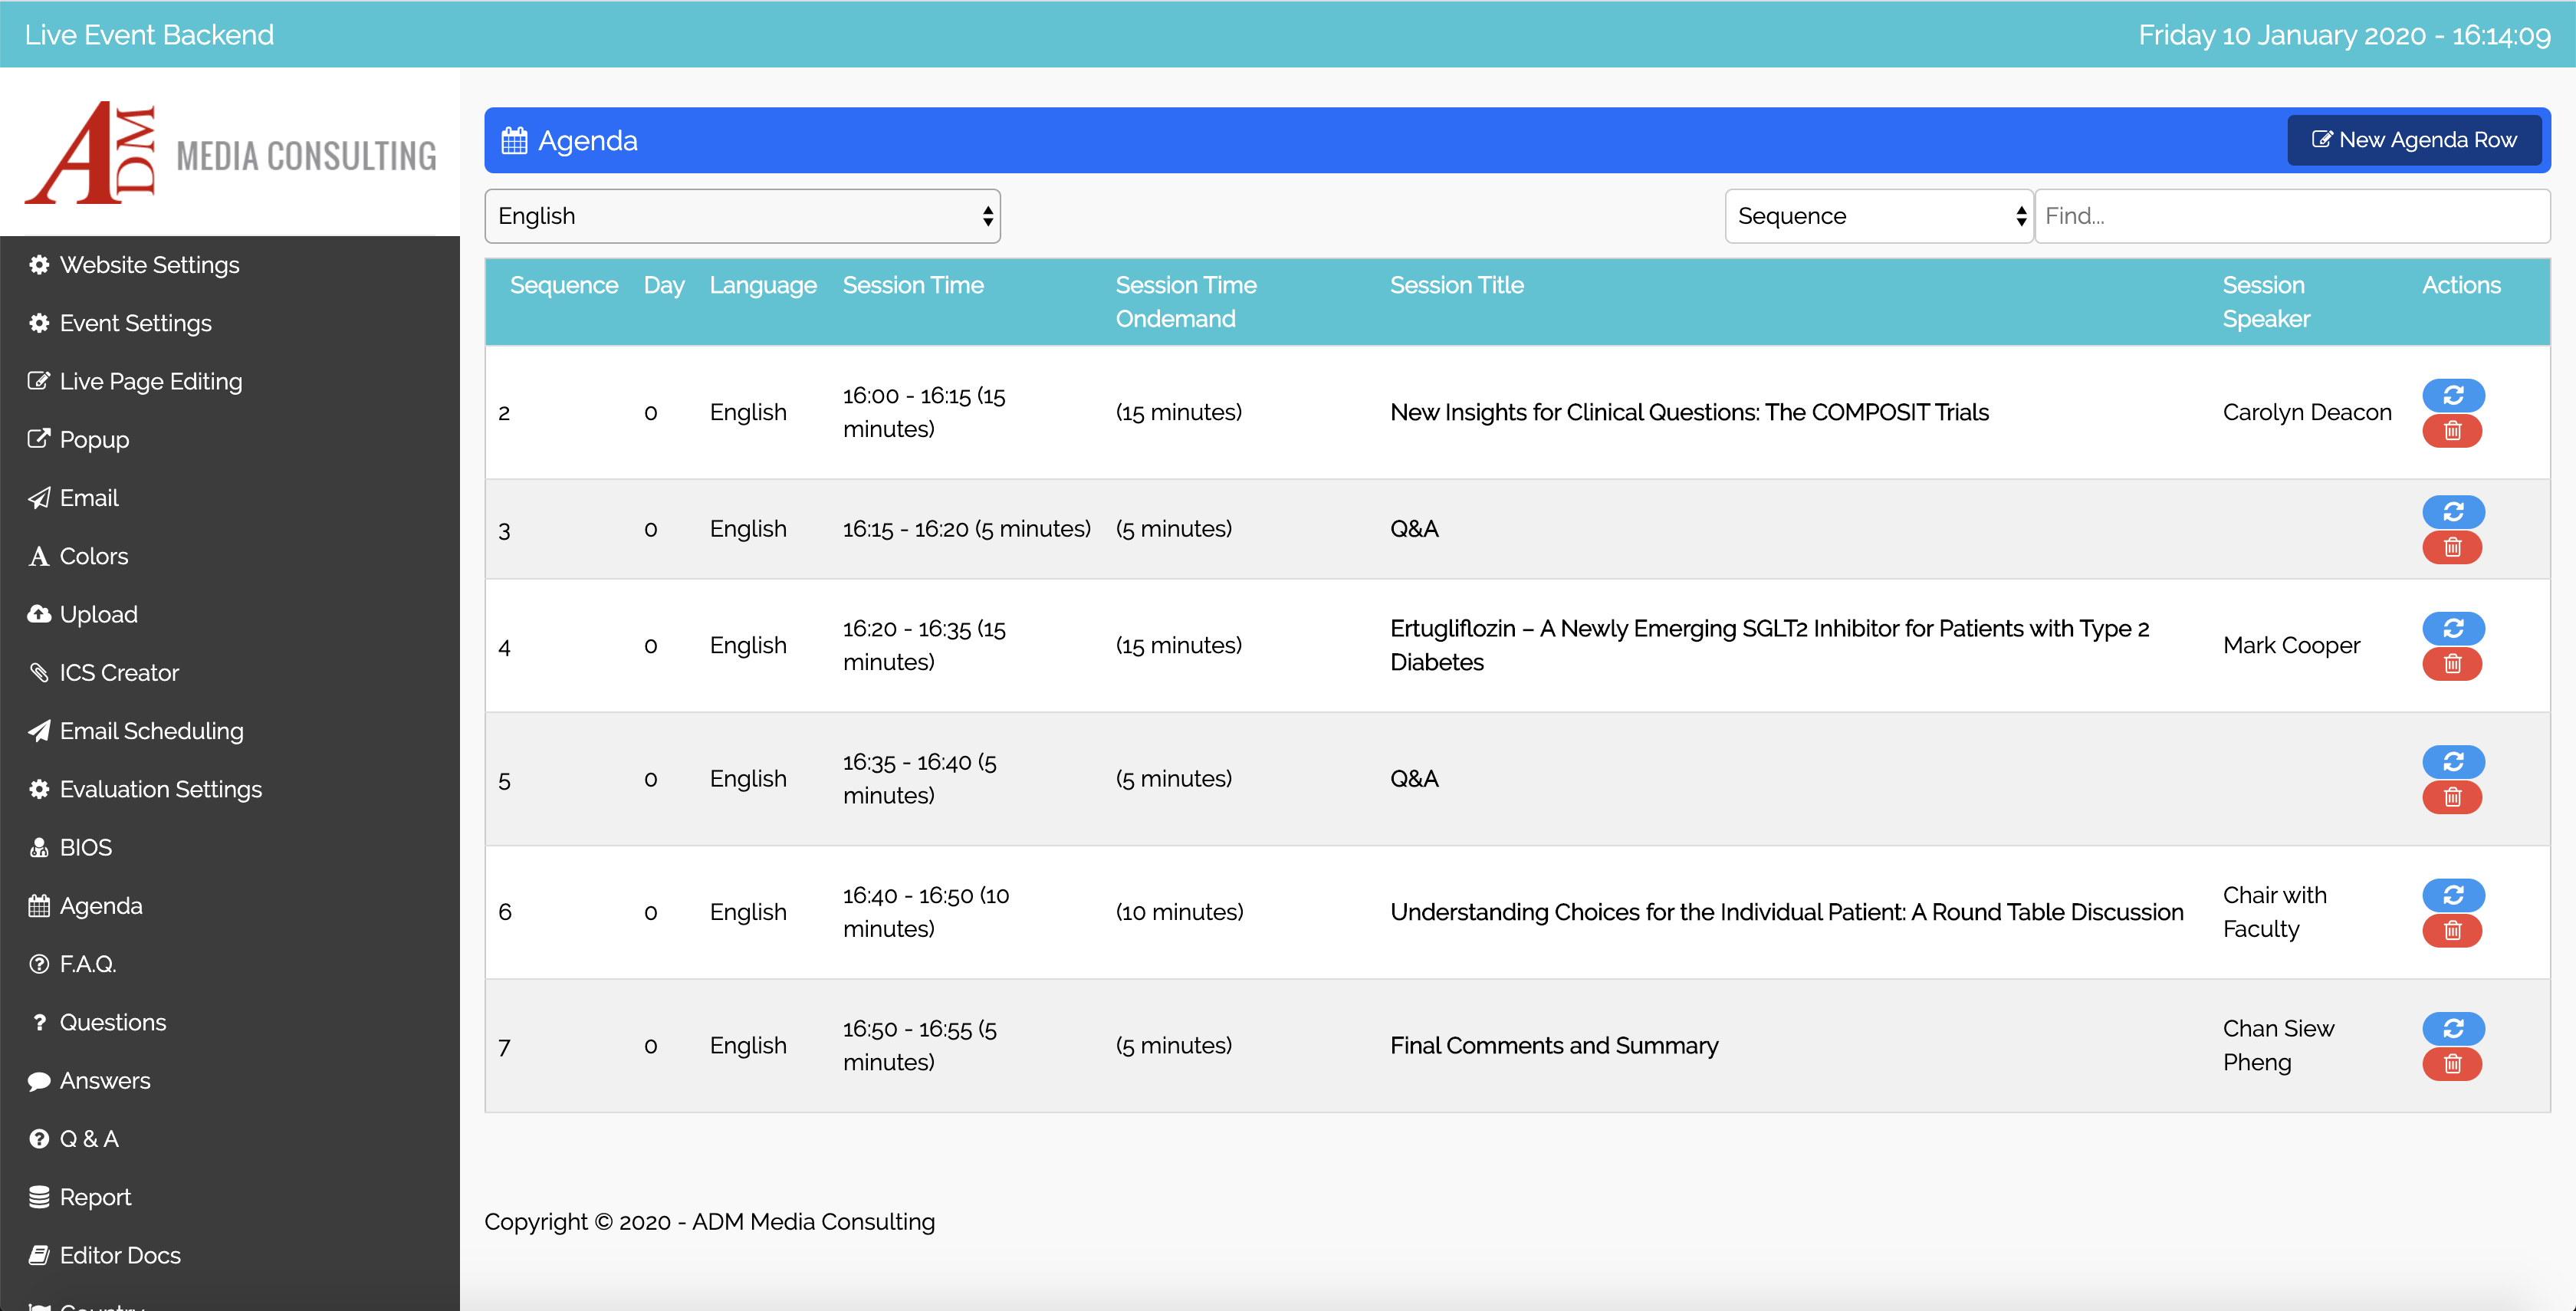 Live Event Backend
Friday 10 January 2020 - 16:14:09
ADM MEDIA CONSULTING
Website Settings
Event Settings
Live Page Editing
Popup
Email
Colors
Upload
ICS Creator
Email Scheduling
Evaluation Settings
BIOS
Agenda
F.A.Q.
Questions
Answers
Q & A
Report
Editor Docs
Agenda
New Agenda Row
English
Sequence
Find...
Sequence Day Language Session Time Session Time Session Title Session Actions
Ondemand Speaker
16:00 - 16:15 (15
2 0 English (15 minutes) New Insights for Clinical Questions: The COMPOSIT Trials Carolyn Deacon
minutes)
3 0 English 16:15 - 16:20 (5 minutes) (5 minutes) Q&A
16:20 - 16:35 (15 Ertugliflozin – A Newly Emerging SGLT2 Inhibitor for Patients with Type 2
4 0 English (15 minutes) Mark Cooper
minutes) Diabetes
16:35 - 16:40 (5
5 0 English (5 minutes) Q&A
minutes)
16:40 - 16:50 (10 Chair with
6 0 English (10 minutes) Understanding Choices for the Individual Patient: A Round Table Discussion
minutes) Faculty
16:50 - 16:55 (5 Chan Siew
7 0 English (5 minutes) Final Comments and Summary
minutes) Pheng
Copyright © 2020 - ADM Media Consulting